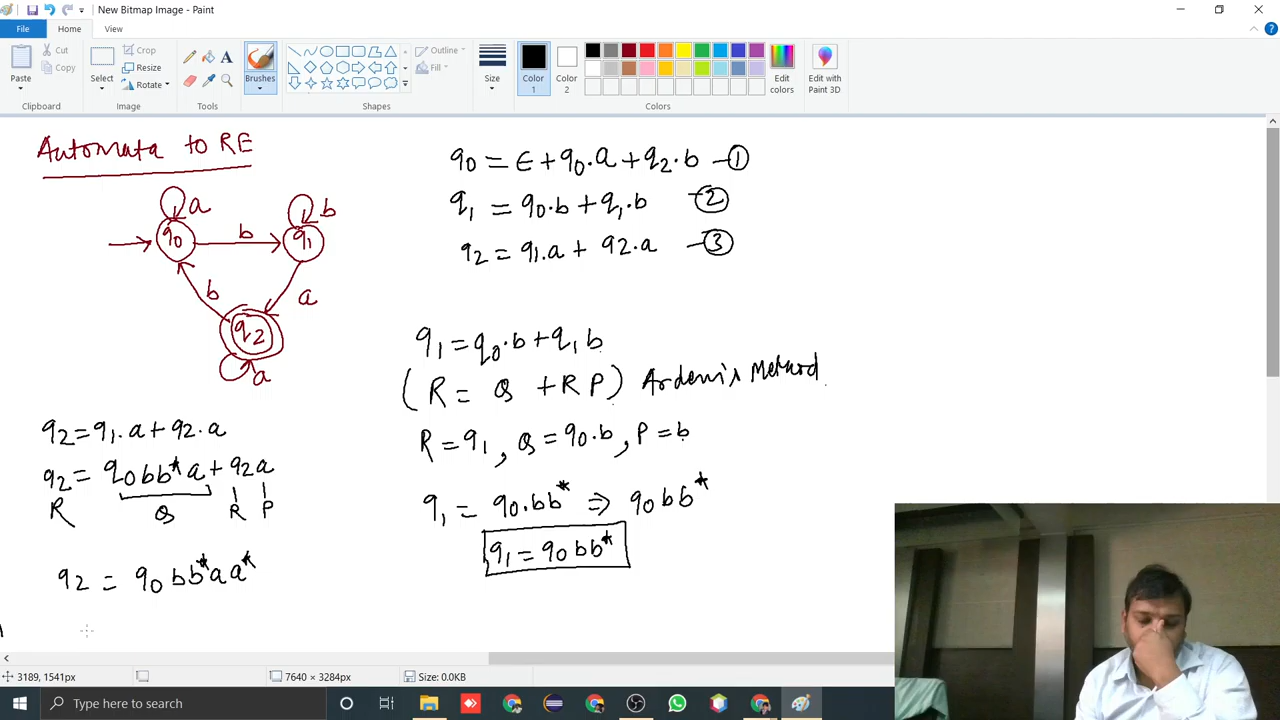 New Bitmap Image - Paint
File
Home
View
Paste
Cut
Copy
Clipboard
Select
Crop
Resize
Rotate
Image
Tools
Brushes
Shapes
Outline
Fill
Size
Color 1
Color 2
Edit colors
Edit with Paint 3D
Colors
Automata to RE
a
b
q0
b
q1
b
a
q2
a
q0 = ∈ + q0.a + q2.b -①
q1 = q0.b + q1.b -②
q2 = q1.a + q2.a -③
q1 = q0.b + q1 b
(R = Q + R P) Arden's Method
R = q1, Q = q0.b, P = b
q1 = q0.bb* ⇒ q0bb*
q1 = q0bb*
q2 = q1.a + q2.a
q2 = q0bb*a + q2a
R Q R P
q2 = q0bb*aa*
3189, 1541px
7640 × 3284px
Size: 0.0KB
100%
Type here to search